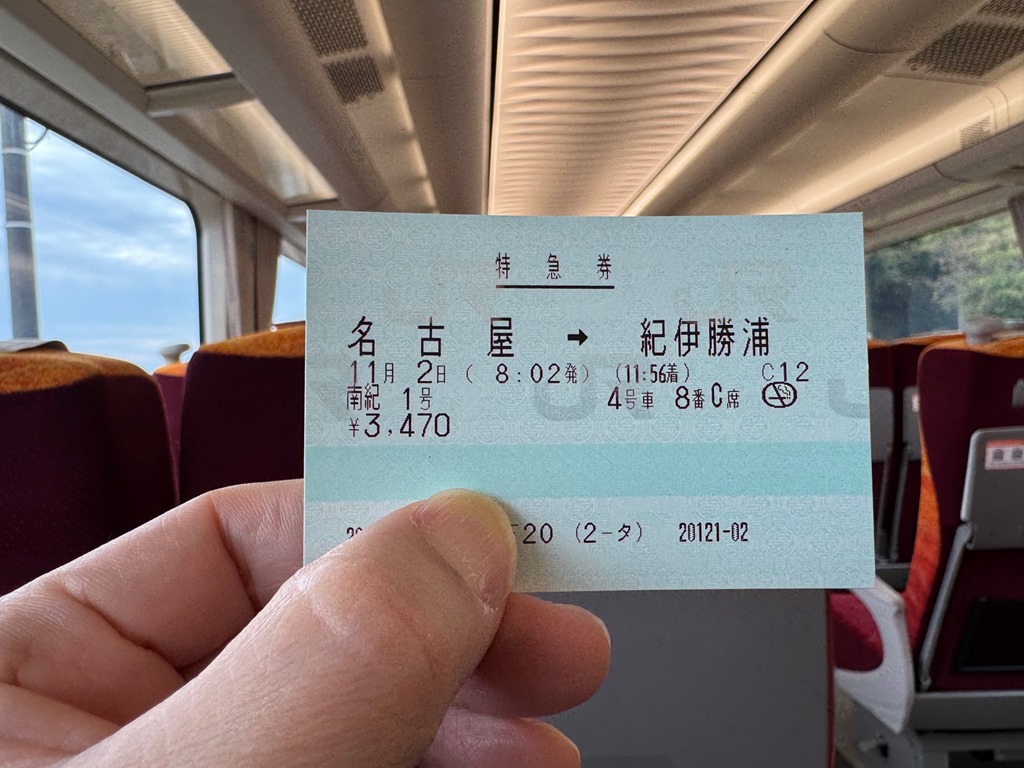 特急券
名古屋 → 紀伊勝浦
11月 2日 ( 8:02発) (11:56着) C12
南紀 1号 4号車 8番C席
¥3,470
20 (2-タ) 20121-02